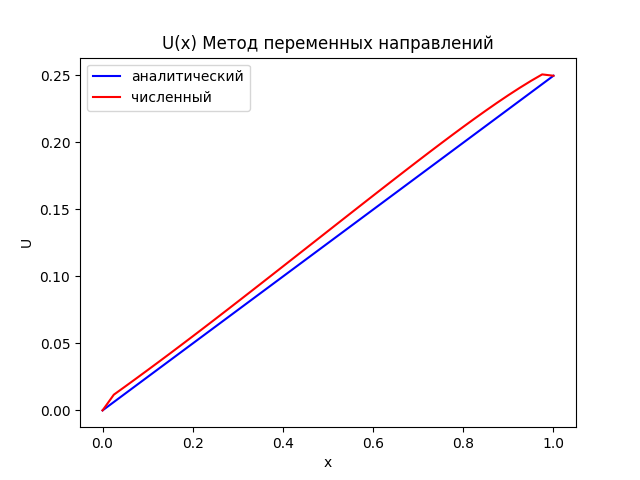 U(x) Метод переменных направлений
аналитический
численный
0.25
0.20
0.15
0.10
0.05
0.00
U
0.0 0.2 0.4 0.6 0.8 1.0
x